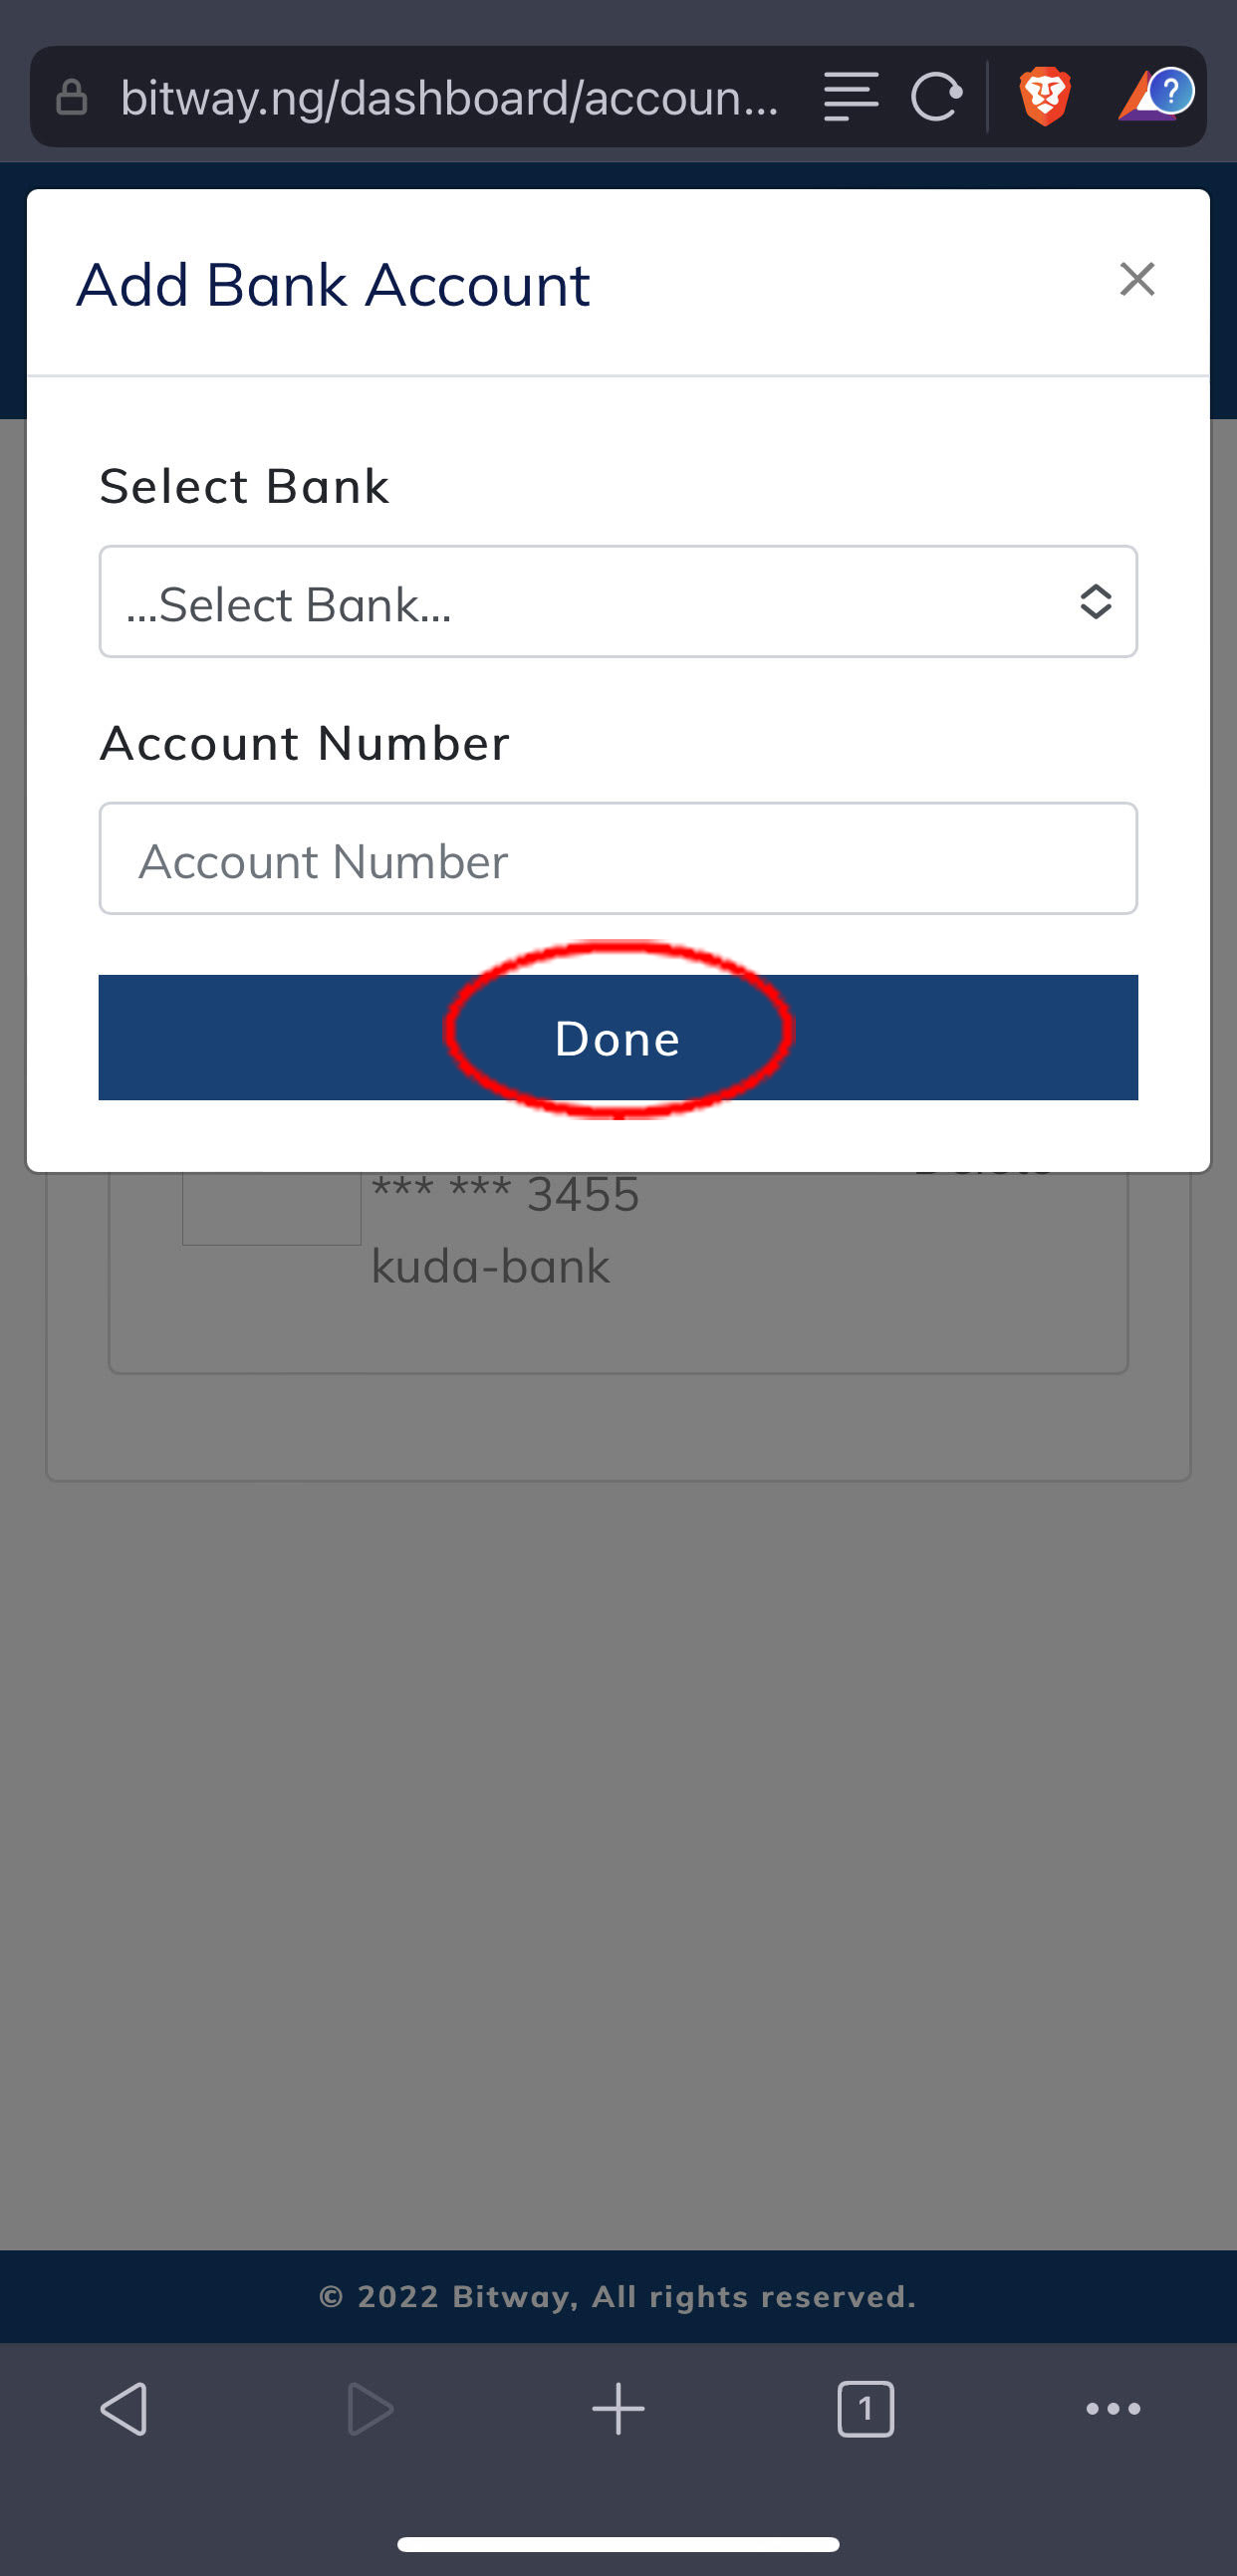 bitway.ng/dashboard/accoun...
?
Add Bank Account
Select Bank
...Select Bank...
Account Number
Account Number
Done
*** *** 3455
kuda-bank
© 2022 Bitway, All rights reserved.
1